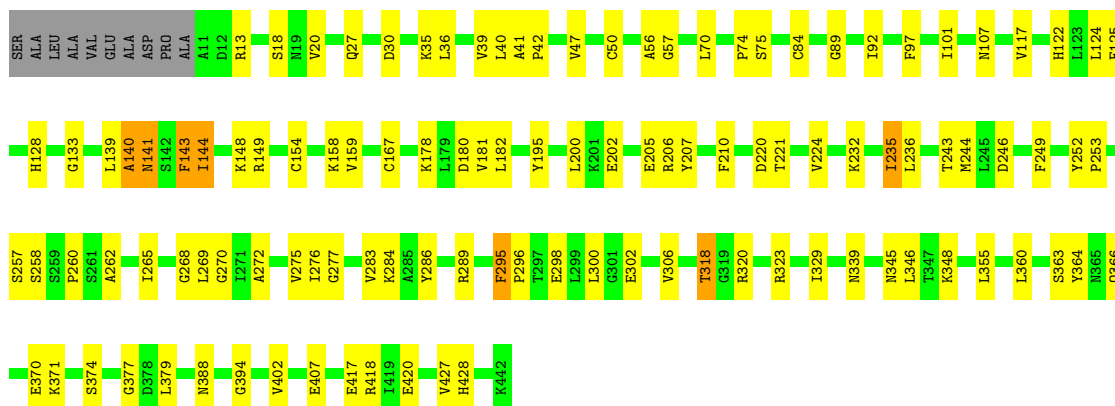 SER ALA LEU ALA VAL GLU ALA ASP PRO ALA A11 D12 R13 S18 N19 V20 Q27 D30 K35 L36 V39 L40 A41 P42 V47 C50 A56 G57 L70 P74 S75 C84 G89 I92 F97 I101 N107 V117 H122 L123 L124
H128 G133 L139 A140 N141 S142 F143 I144 K148 R149 C154 K158 V159 C167 K178 L179 D180 V181 L182 Y195 L200 K201 E202 E205 R206 Y207 F210 D220 T221 V224 K232 I235 L236 T243 M244 L245 D246 F249 Y252 P253
S257 S258 S259 P260 S261 A262 I265 G268 L269 G270 I271 A272 V275 I276 G277 V283 K284 A285 Y286 R289 F295 P296 T297 E298 L299 L300 G301 E302 V306 T318 G319 R320 R323 I329 N339 N345 L346 T347 K348 L355 L360 S363 Y364 N365
E370 K371 S374 G377 D378 L379 N388 G394 V402 E407 E417 R418 I419 E420 V427 H428 K442